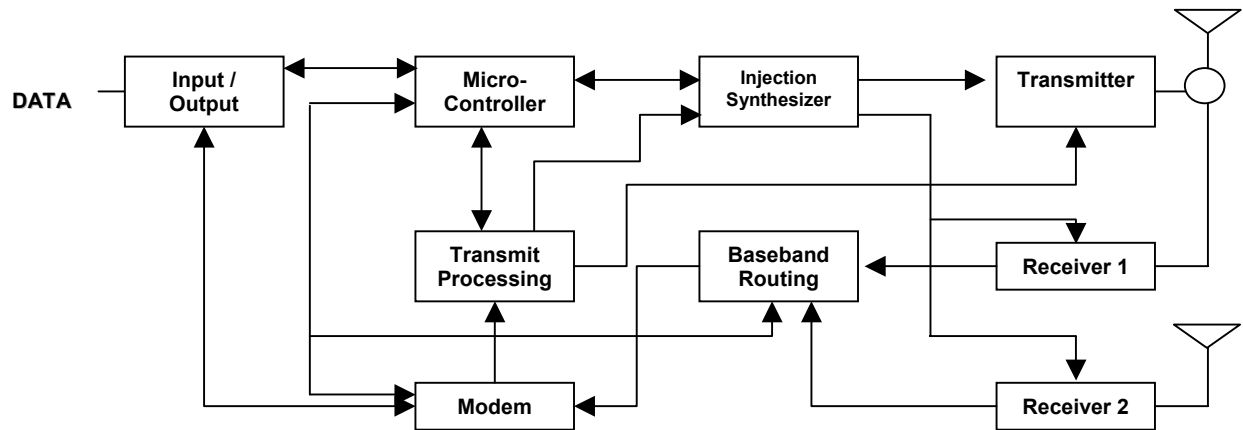 DATA
Input /
Output
Micro-
Controller
Injection
Synthesizer
Transmitter
Transmit
Processing
Baseband
Routing
Receiver 1
Modem
Receiver 2